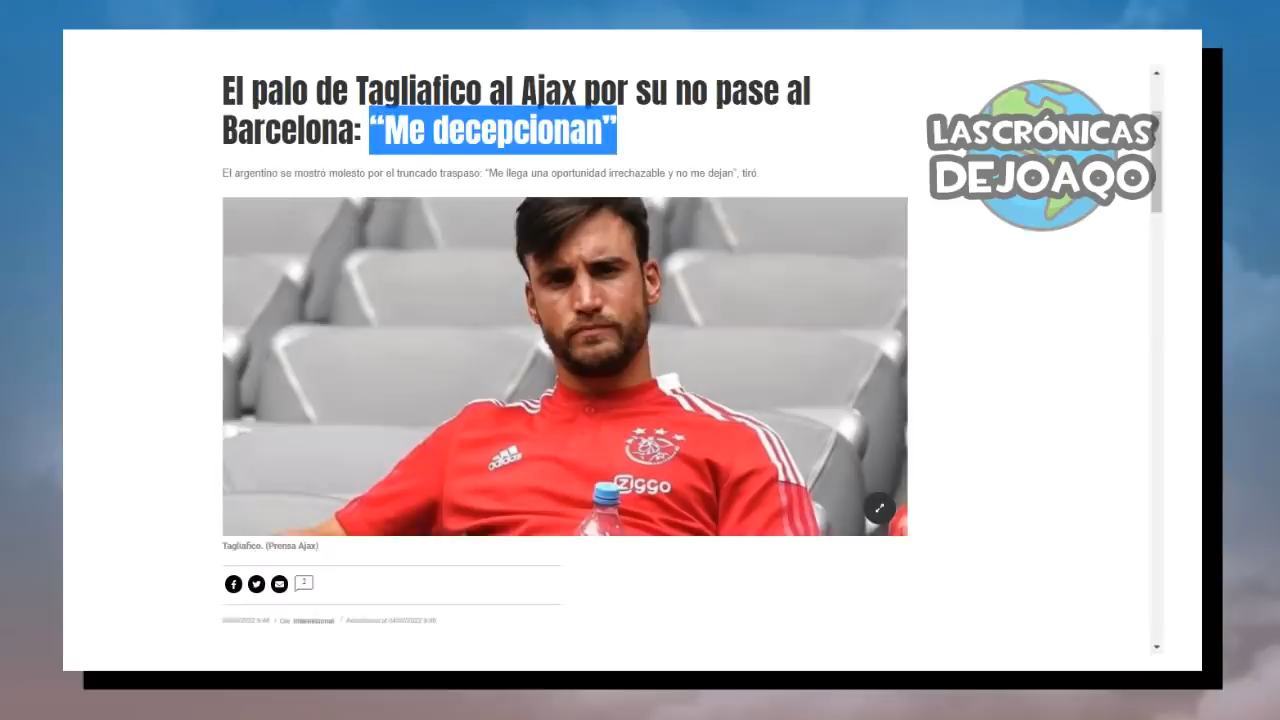 El palo de Tagliafico al Ajax por su no pase al
Barcelona: “Me decepcionan”
El argentino se mostró molesto por el truncado traspaso: “Me llega una oportunidad irrechazable y no me dejan”, tiró.
LASCRÓNICAS
DEJOAQO
adidas
Ziggo
Tagliafico. (Prensa Ajax)
2